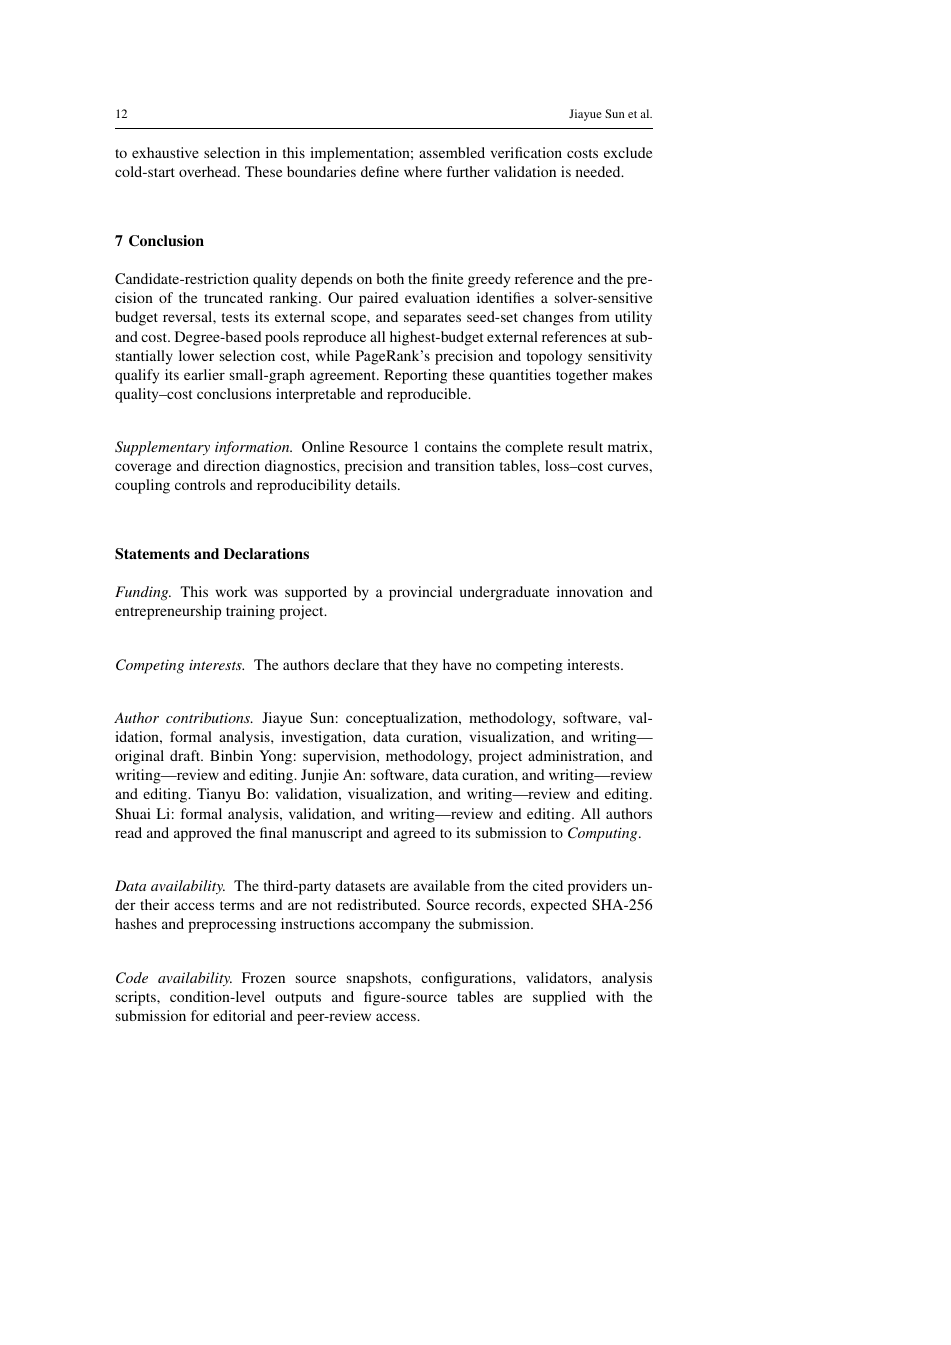 12
Jiayue Sun et al.
to exhaustive selection in this implementation; assembled verification costs exclude
cold-start overhead. These boundaries define where further validation is needed.
7 Conclusion
Candidate-restriction quality depends on both the finite greedy reference and the pre-
cision of the truncated ranking. Our paired evaluation identifies a solver-sensitive
budget reversal, tests its external scope, and separates seed-set changes from utility
and cost. Degree-based pools reproduce all highest-budget external references at sub-
stantially lower selection cost, while PageRank's precision and topology sensitivity
qualify its earlier small-graph agreement. Reporting these quantities together makes
quality–cost conclusions interpretable and reproducible.
Supplementary information. Online Resource 1 contains the complete result matrix,
coverage and direction diagnostics, precision and transition tables, loss–cost curves,
coupling controls and reproducibility details.
Statements and Declarations
Funding. This work was supported by a provincial undergraduate innovation and
entrepreneurship training project.
Competing interests. The authors declare that they have no competing interests.
Author contributions. Jiayue Sun: conceptualization, methodology, software, val-
idation, formal analysis, investigation, data curation, visualization, and writing—
original draft. Binbin Yong: supervision, methodology, project administration, and
writing—review and editing. Junjie An: software, data curation, and writing—review
and editing. Tianyu Bo: validation, visualization, and writing—review and editing.
Shuai Li: formal analysis, validation, and writing—review and editing. All authors
read and approved the final manuscript and agreed to its submission to Computing.
Data availability. The third-party datasets are available from the cited providers un-
der their access terms and are not redistributed. Source records, expected SHA-256
hashes and preprocessing instructions accompany the submission.
Code availability. Frozen source snapshots, configurations, validators, analysis
scripts, condition-level outputs and figure-source tables are supplied with the
submission for editorial and peer-review access.